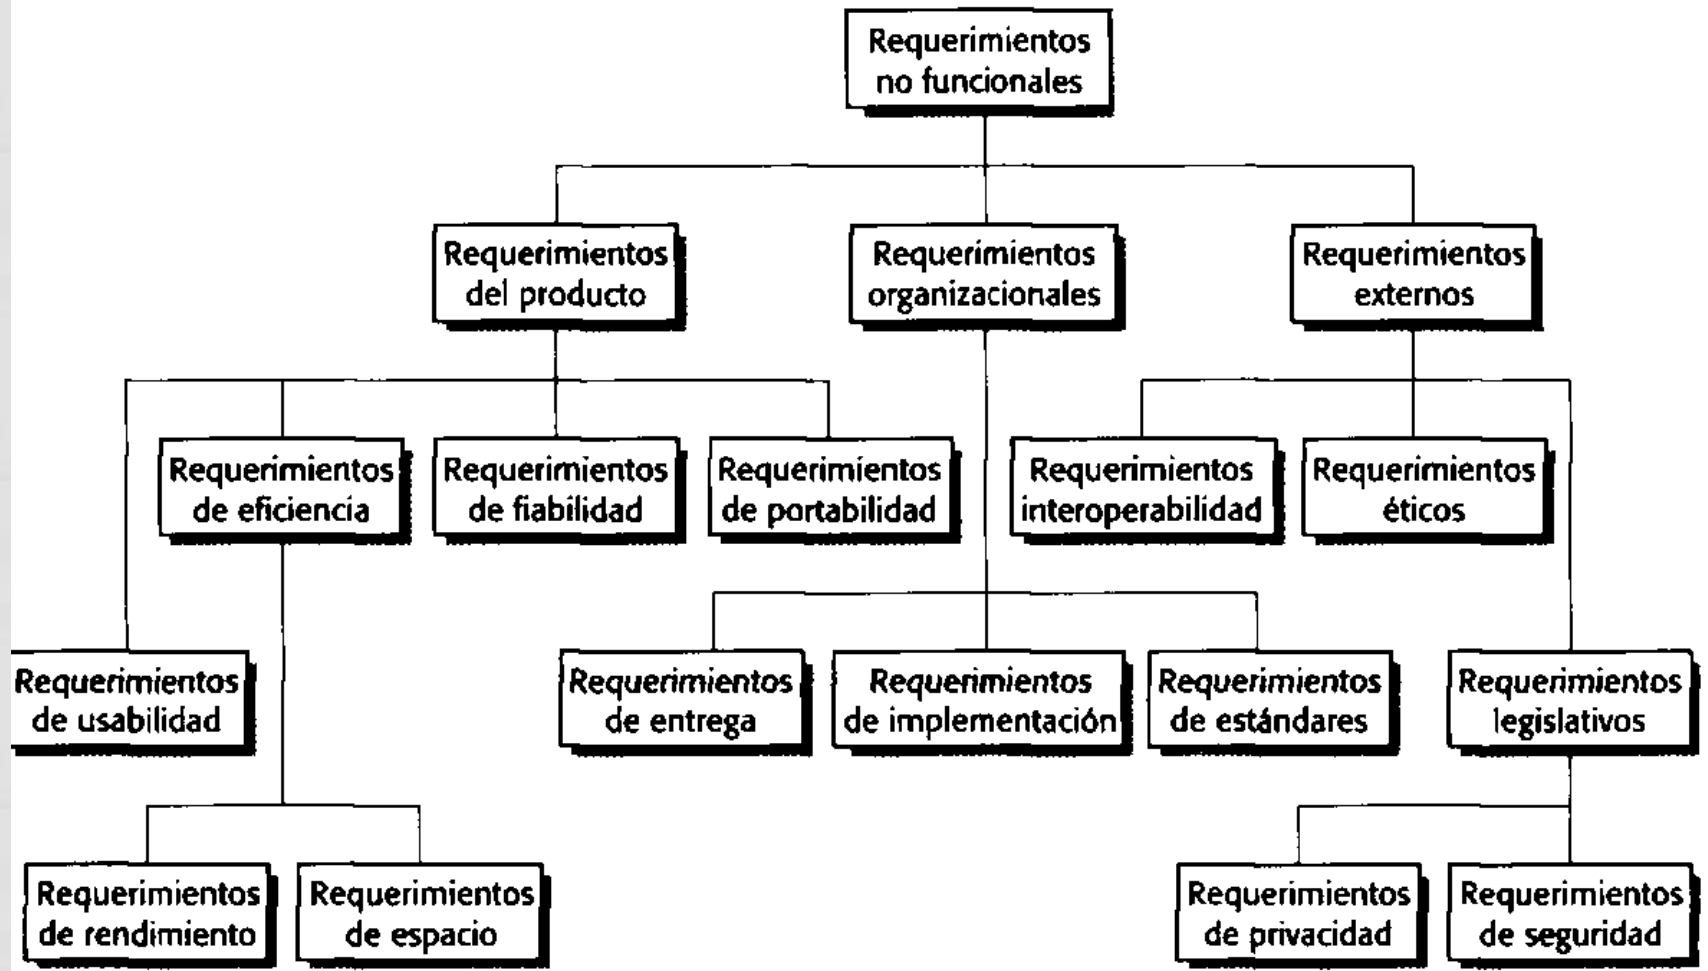 Requerimientos
no funcionales
Requerimientos
del producto
Requerimientos
organizacionales
Requerimientos
externos
Requerimientos
de eficiencia
Requerimientos
de fiabilidad
Requerimientos
de portabilidad
Requerimientos
interoperabilidad
Requerimientos
éticos
Requerimientos
de usabilidad
Requerimientos
de entrega
Requerimientos
de implementación
Requerimientos
de estándares
Requerimientos
legislativos
Requerimientos
de rendimiento
Requerimientos
de espacio
Requerimientos
de privacidad
Requerimientos
de seguridad